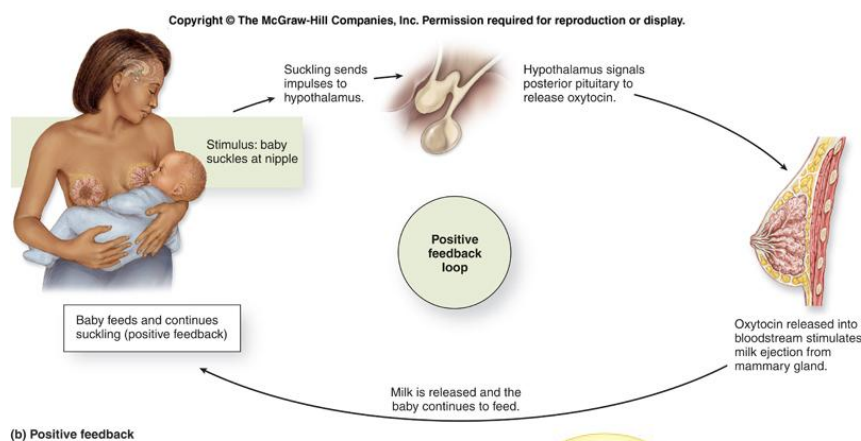 Copyright © The McGraw-Hill Companies, Inc. Permission required for reproduction or display.
Suckling sends
impulses to
hypothalamus.
Hypothalamus signals
posterior pituitary to
release oxytocin.
Stimulus: baby
suckles at nipple
Positive
feedback
loop
Baby feeds and continues
suckling (positive feedback)
Oxytocin released into
bloodstream stimulates
milk ejection from
mammary gland.
Milk is released and the
baby continues to feed.
(b) Positive feedback